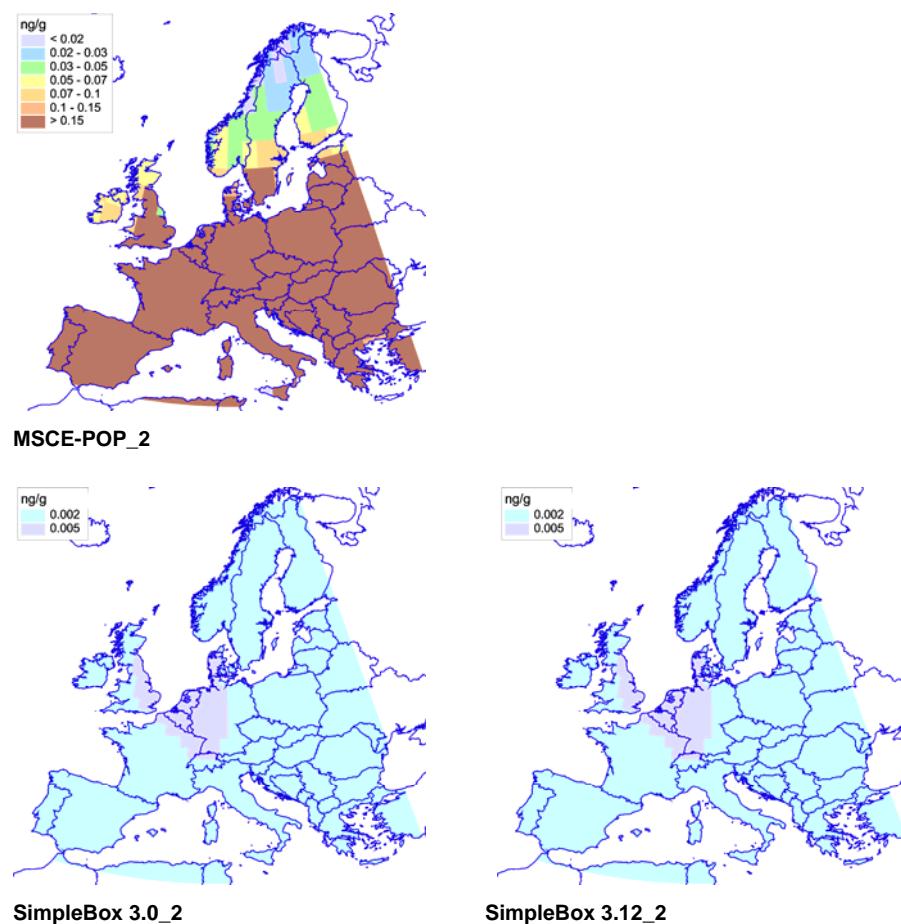 ng/g
< 0.02
0.02 - 0.03
0.03 - 0.05
0.05 - 0.07
0.07 - 0.1
0.1 - 0.15
> 0.15
MSCE-POP_2
ng/g
0.002
0.005
SimpleBox 3.0_2
ng/g
0.002
0.005
SimpleBox 3.12_2